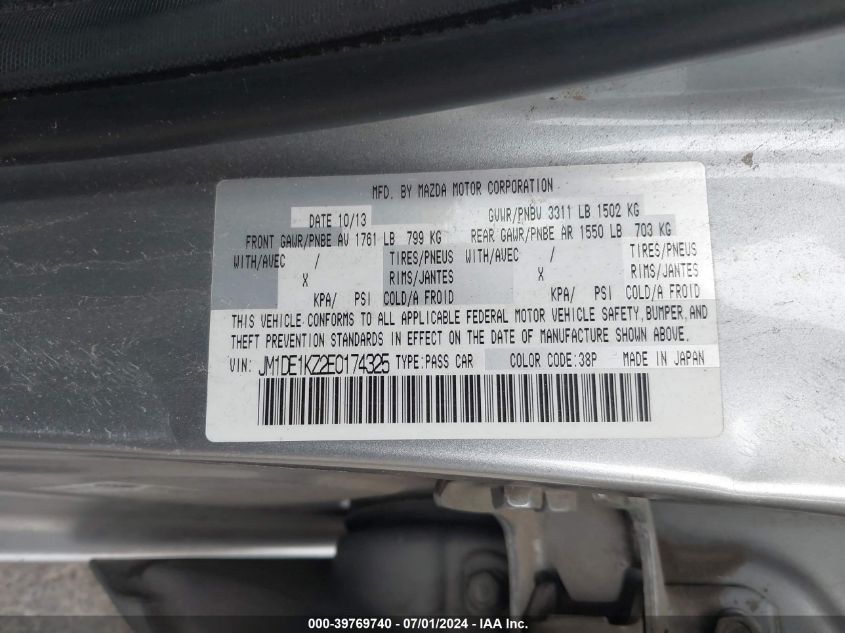 MFD. BY MAZDA MOTOR CORPORATION
DATE 10/13 GVWR/PNBV 3311 LB 1502 KG
FRONT GAWR/PNBE AV 1761 LB 799 KG REAR GAWR/PNBE AR 1550 LB 703 KG
WITH/AVEC / TIRES/PNEUS WITH/AVEC / TIRES/PNEUS
X RIMS/JANTES X RIMS/JANTES
KPA/ PSI COLD/A FROID KPA/ PSI COLD/A FROID
THIS VEHICLE CONFORMS TO ALL APPLICABLE FEDERAL MOTOR VEHICLE SAFETY, BUMPER, AND
THEFT PREVENTION STANDARDS IN EFFECT ON THE DATE OF MANUFACTURE SHOWN ABOVE.
VIN: JM1DE1KZ2E0174325 TYPE:PASS CAR COLOR CODE:38P MADE IN JAPAN
000-39769740 - 07/01/2024 - IAA Inc.